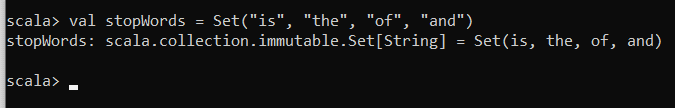 scala> val stopWords = Set("is", "the", "of", "and")
stopWords: scala.collection.immutable.Set[String] = Set(is, the, of, and)
scala>